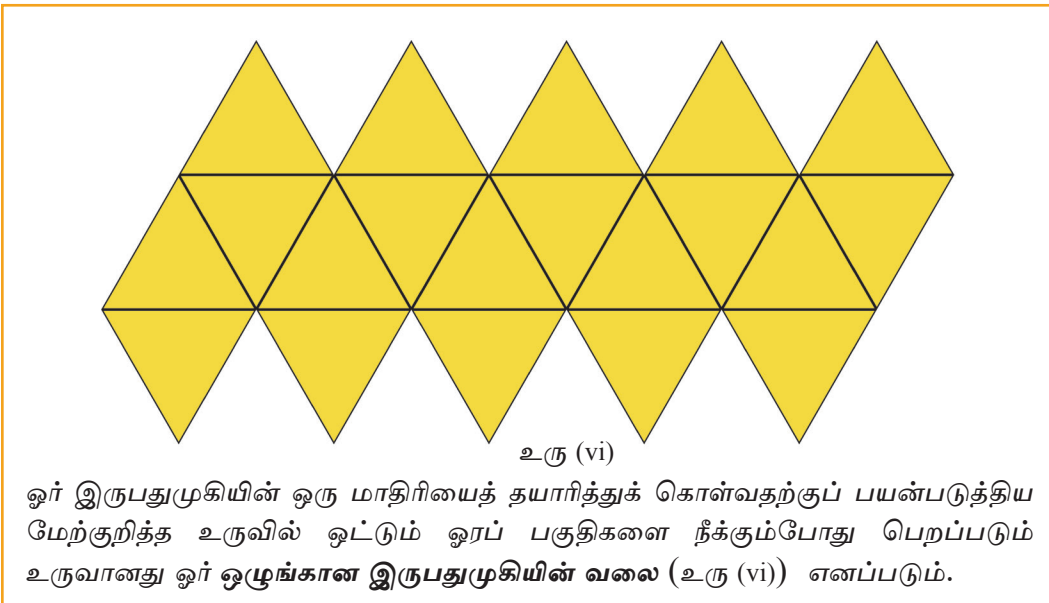 உரு (vi)
ஓர் இருபதுமுகியின் ஒரு மாதிரியைத் தயாரித்துக் கொள்வதற்குப் பயன்படுத்திய
மேற்குறித்த உருவில் ஒட்டும் ஓரப் பகுதிகளை நீக்கும்போது பெறப்படும்
உருவானது ஓர் ஒழுங்கான இருபதுமுகியின் வலை (உரு (vi)) எனப்படும்.